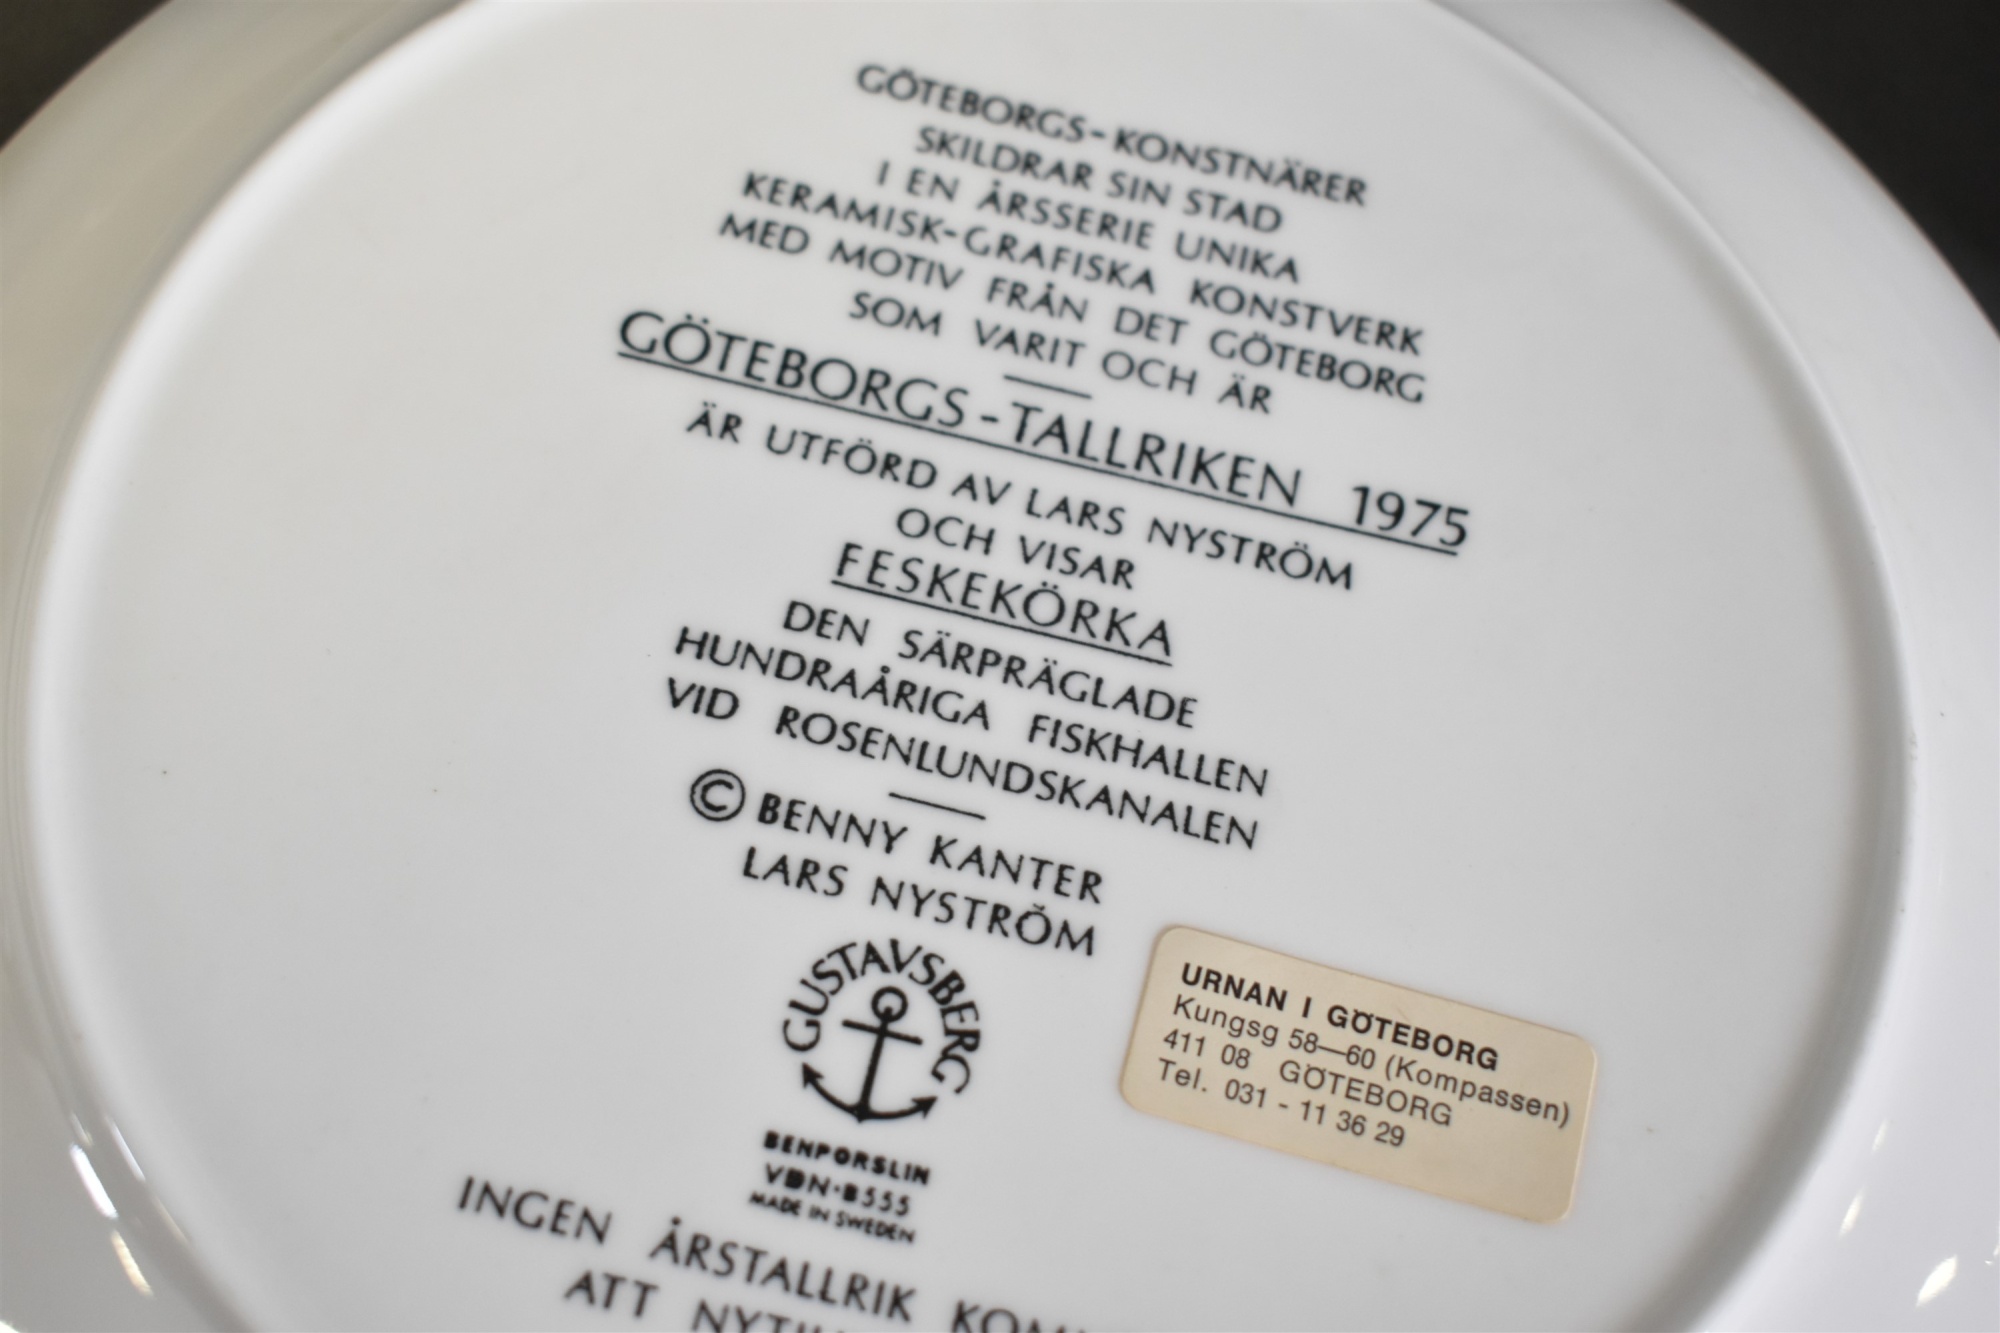 GÖTEBORGS-KONSTNÄRER
SKILDRAR SIN STAD
I EN ÅRSSERIE UNIKA
KERAMISK-GRAFISKA KONSTVERK
MED MOTIV FRÅN DET GÖTEBORG
SOM VARIT OCH ÄR
GÖTEBORGS-TALLRIKEN 1975
ÄR UTFÖRD AV LARS NYSTRÖM
OCH VISAR
FESKEKÖRKA
DEN SÄRPRÄGLADE
HUNDRAÅRIGA FISKHALLEN
VID ROSENLUNDSKANALEN
© BENNY KANTER
LARS NYSTRÖM
GUSTAVSBERG
BENPORSLIN
VDN·B555
MADE IN SWEDEN
URNAN I GÖTEBORG
Kungsg 58—60 (Kompassen)
411 08 GÖTEBORG
Tel. 031 - 11 36 29
INGEN ÅRSTALLRIK
ATT